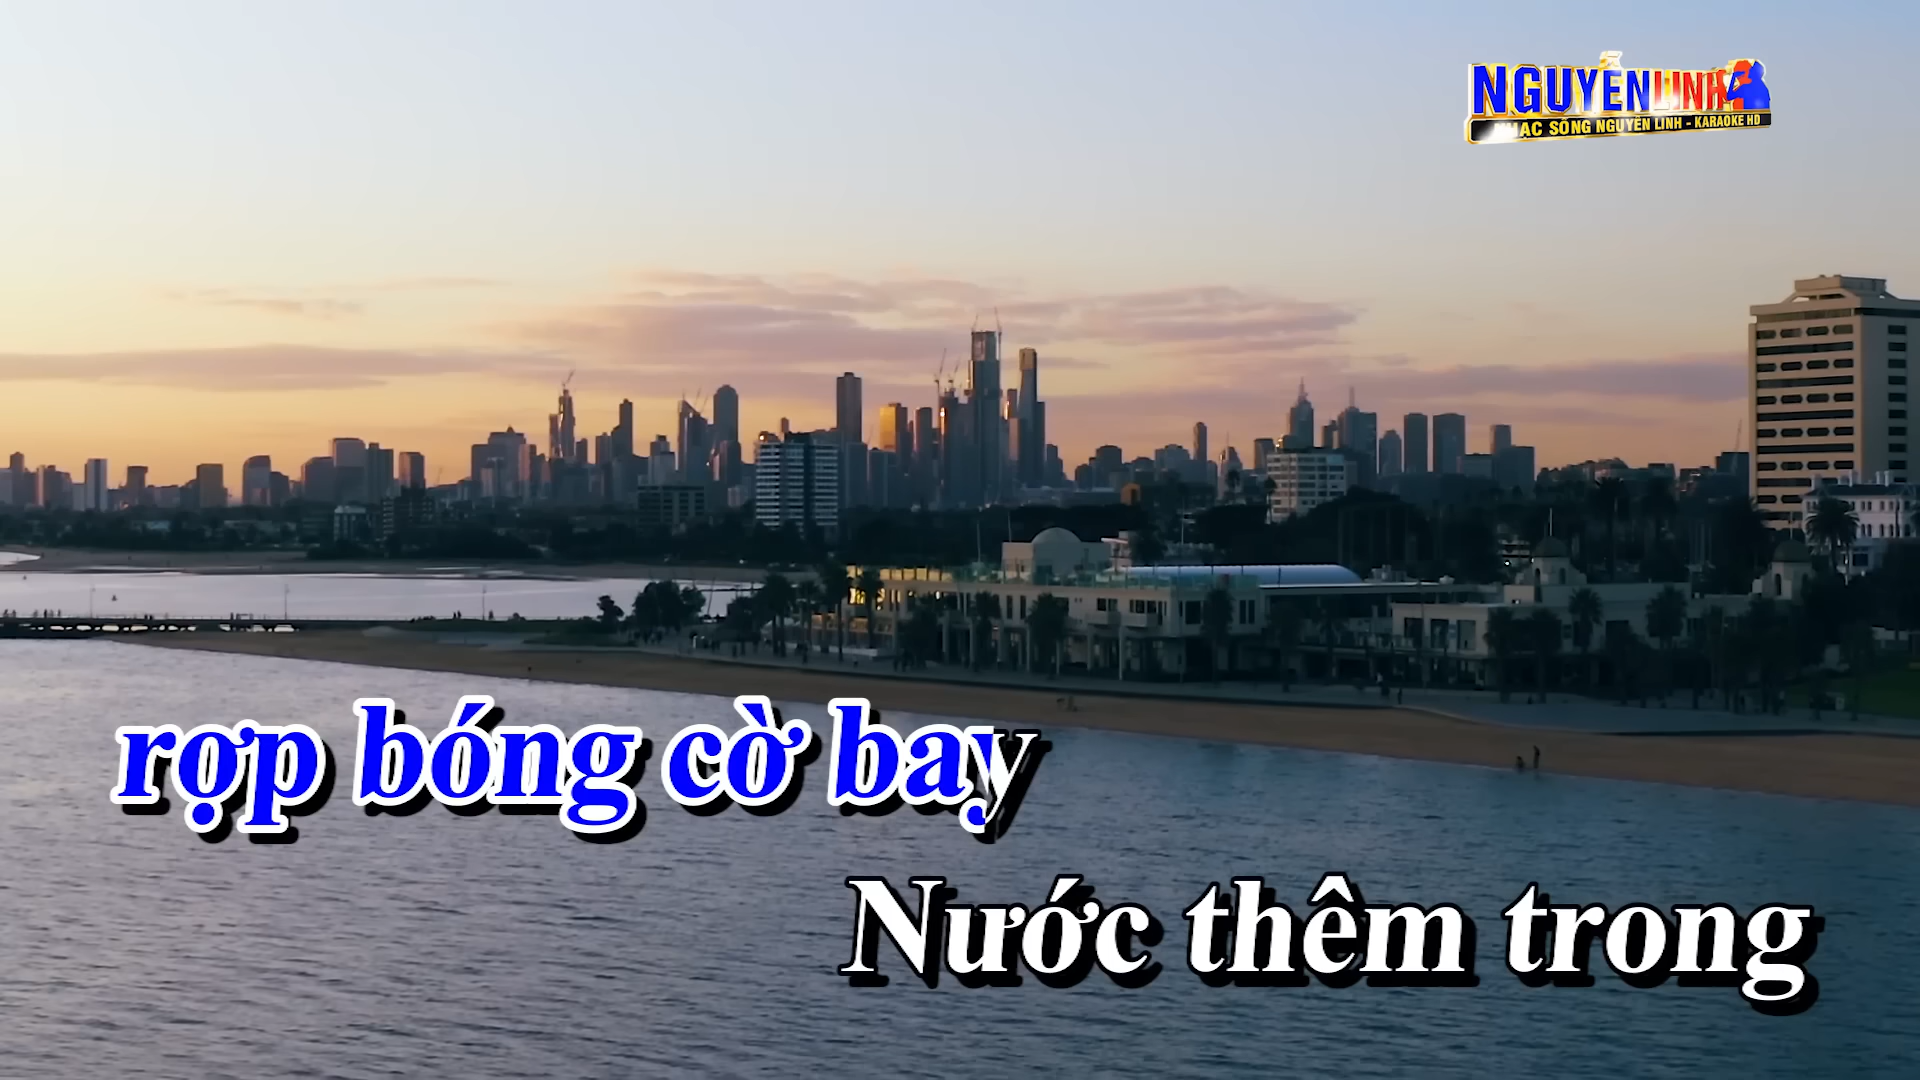 NGUYỄN LINH
NHẠC SỐNG NGUYỄN LINH - KARAOKE HD
rợp bóng cờ bay
Nước thêm trong